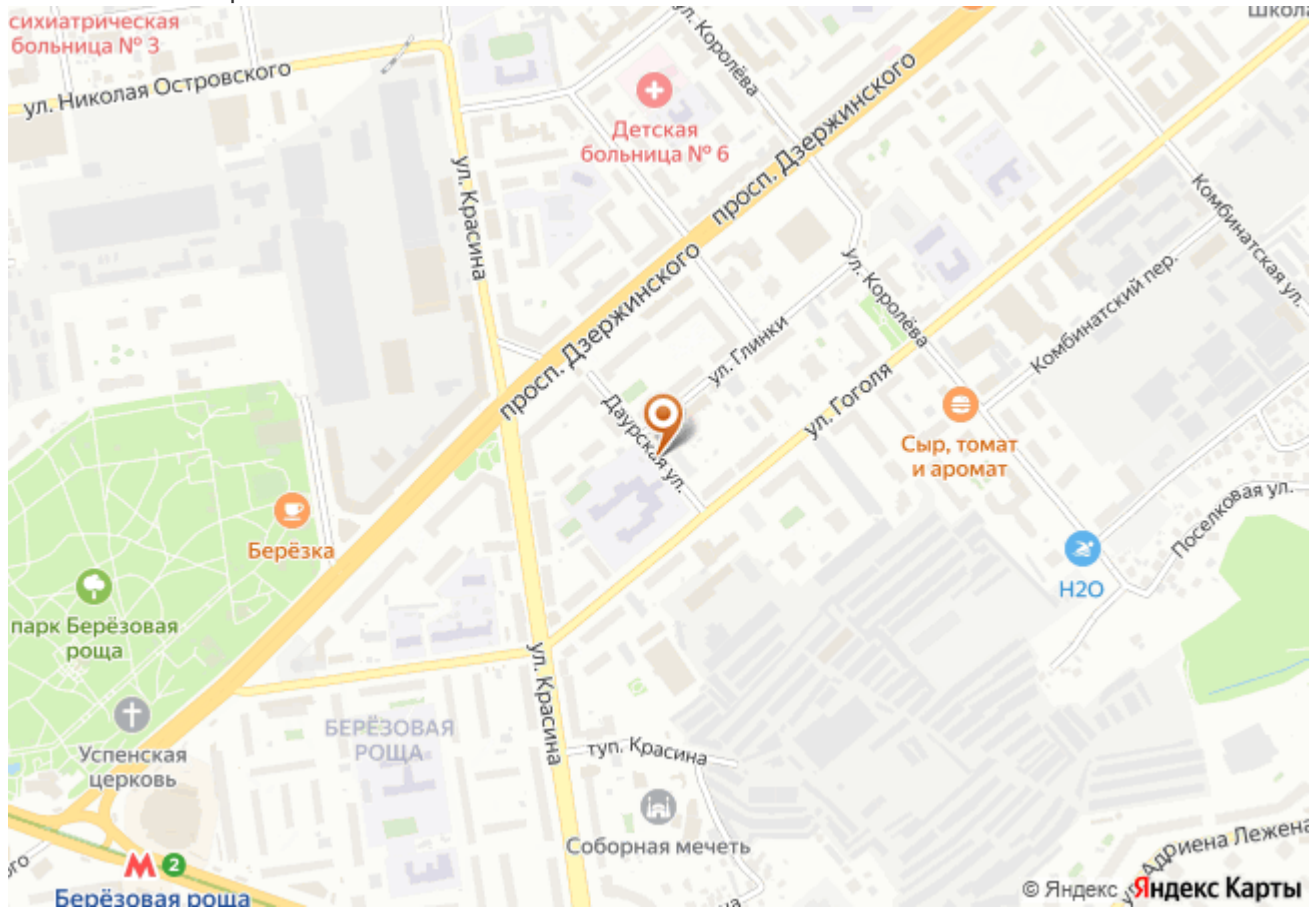 сихиатрическая
больница № 3
ул. Николая Островского
ул. Королёва
Школа
Детская
больница № 6
просп. Дзержинского
ул. Красина
Комбинатская ул.
просп. Дзержинского
ул. Королёва
Комбинатский пер.
ул. Глинки
ул. Гоголя
Даурская ул.
Сыр, томат
и аромат
Поселковая ул.
Берёзка
H2O
парк Берёзовая
роща
ул. Красина
БЕРЁЗОВАЯ
РОЩА
Успенская
церковь
туп. Красина
Соборная мечеть
ул. Адриена Лежена
2
Берёзовая роща
© Яндекс Яндекс Карты